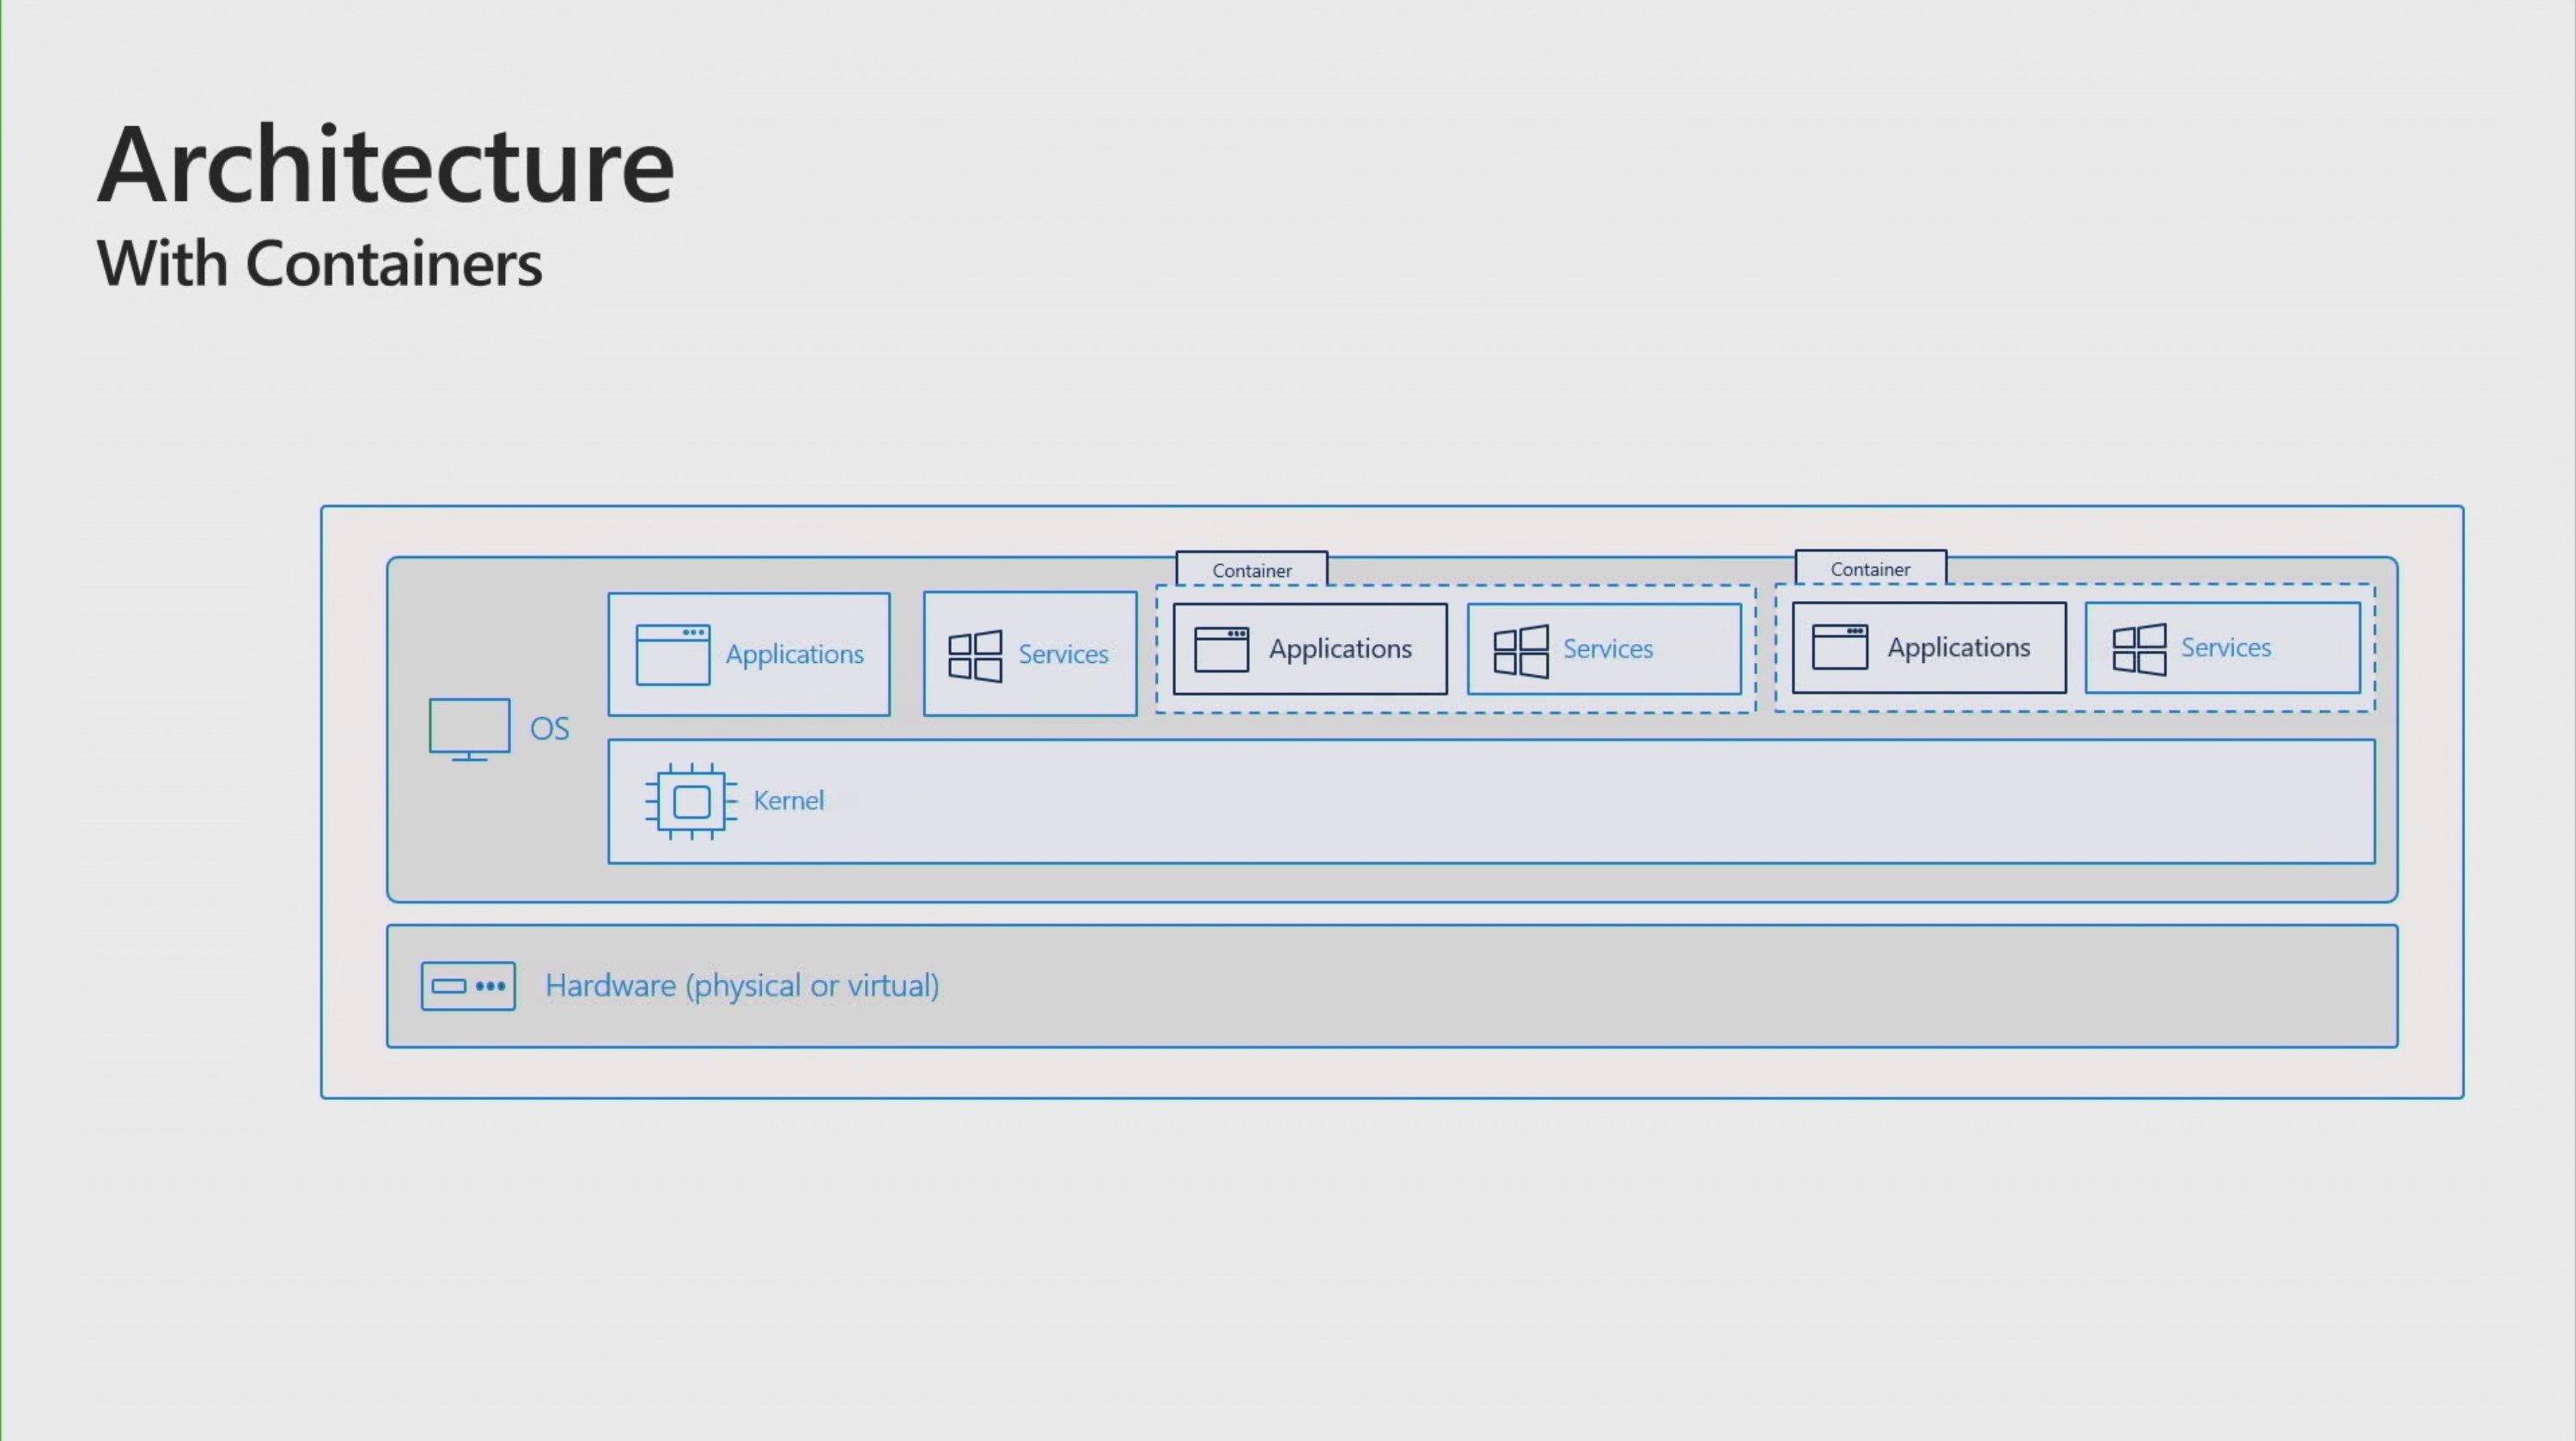 Architecture
With Containers
Container
Container
Applications
Services
Applications
Services
Applications
Services
OS
Kernel
Hardware (physical or virtual)